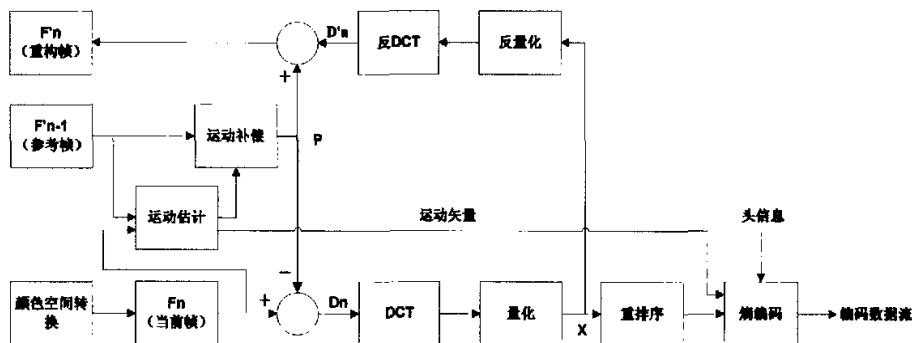 F'n
（重构帧）
D'n
反DCT
反量化
+
F'n-1
（参考帧）
运动补偿
P
运动估计
运动矢量
头信息
−
+
颜色空间转
换
Fn
（当前帧）
Dn
DCT
量化
X
重排序
熵编码
编码数据流